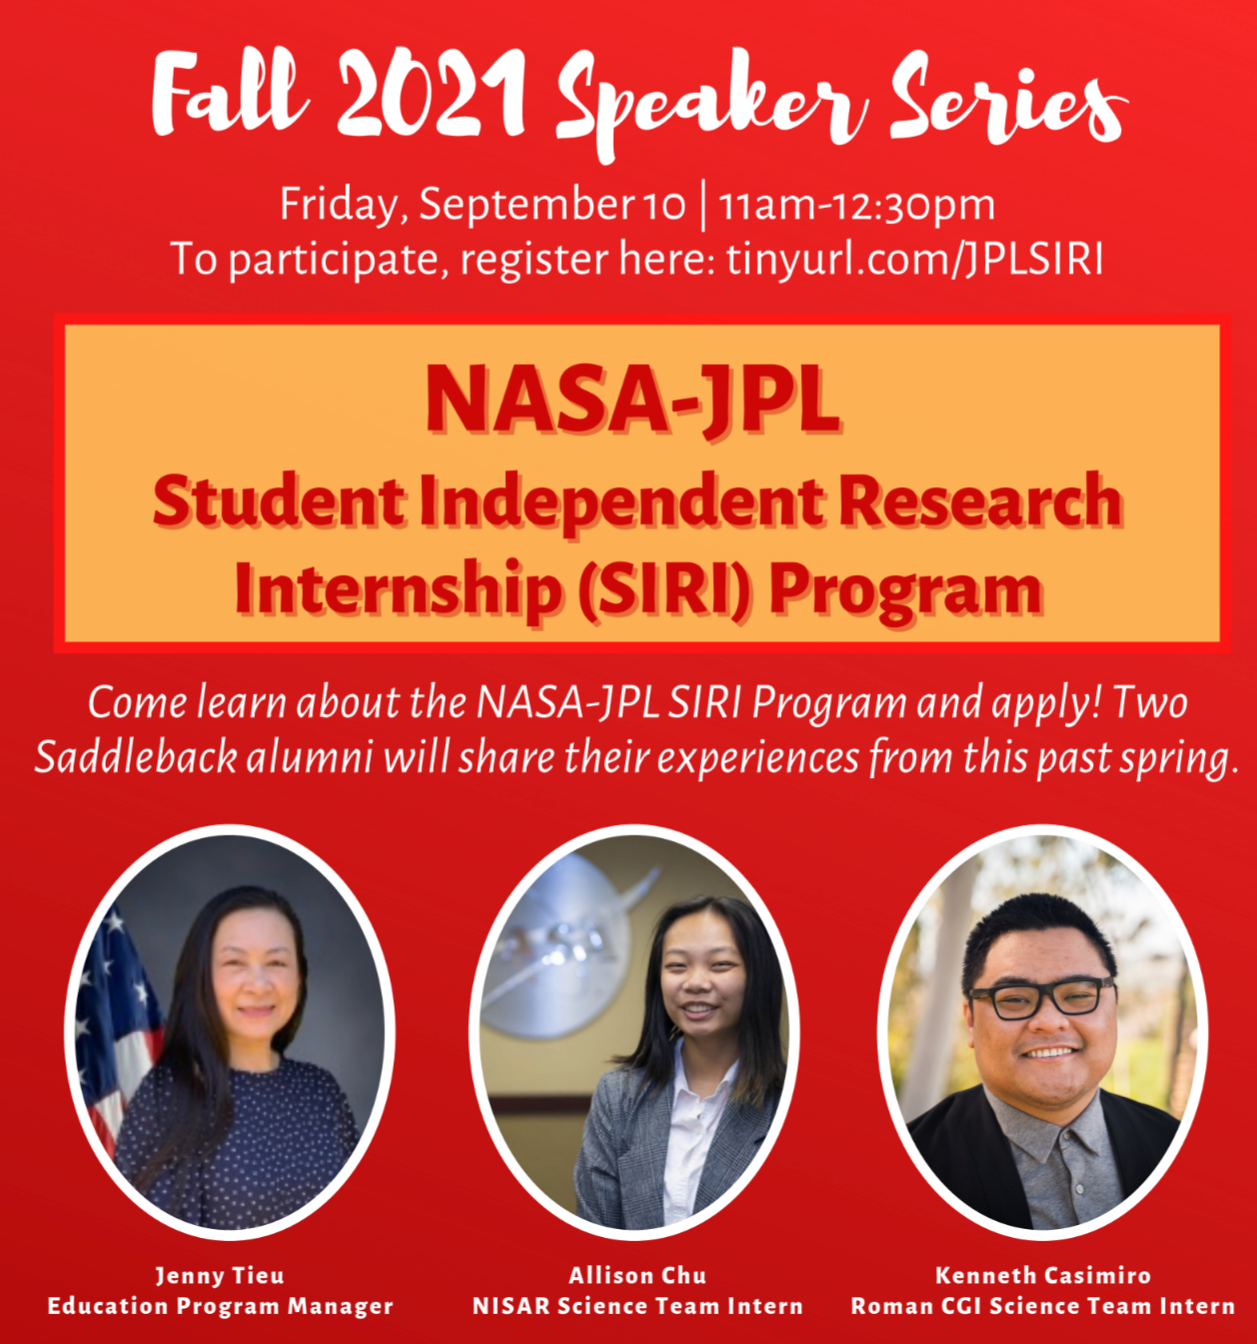 Fall 2021 Speaker Series
Friday, September 10 | 11am-12:30pm
To participate, register here: tinyurl.com/JPLSIRI
NASA-JPL
Student Independent Research
Internship (SIRI) Program
Come learn about the NASA-JPL SIRI Program and apply! Two
Saddleback alumni will share their experiences from this past spring.
Jenny Tieu
Education Program Manager
Allison Chu
NISAR Science Team Intern
Kenneth Casimiro
Roman CGI Science Team Intern